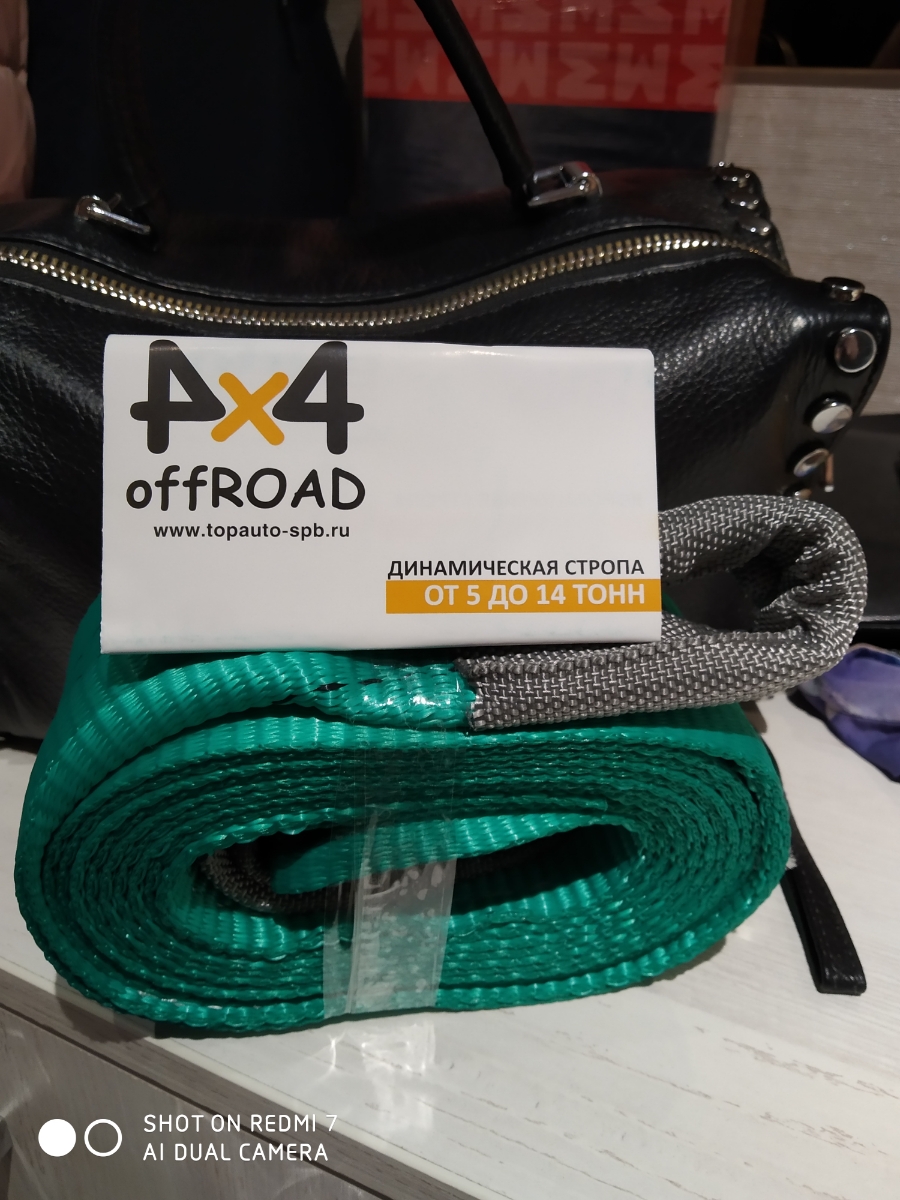 4x4
offROAD
www.topauto-spb.ru
ДИНАМИЧЕСКАЯ СТРОПА
ОТ 5 ДО 14 ТОНН
SHOT ON REDMI 7
AI DUAL CAMERA